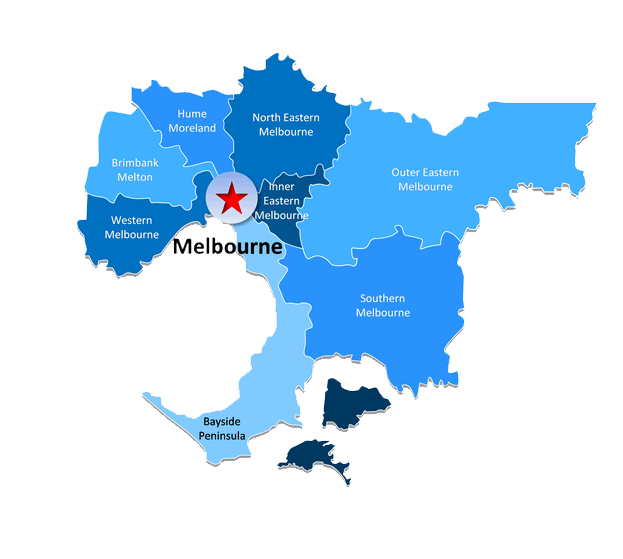 Hume
Moreland
North Eastern
Melbourne
Brimbank
Melton
Outer Eastern
Melbourne
Inner
Eastern
Melbourne
Western
Melbourne
Melbourne
Southern
Melbourne
Bayside
Peninsula